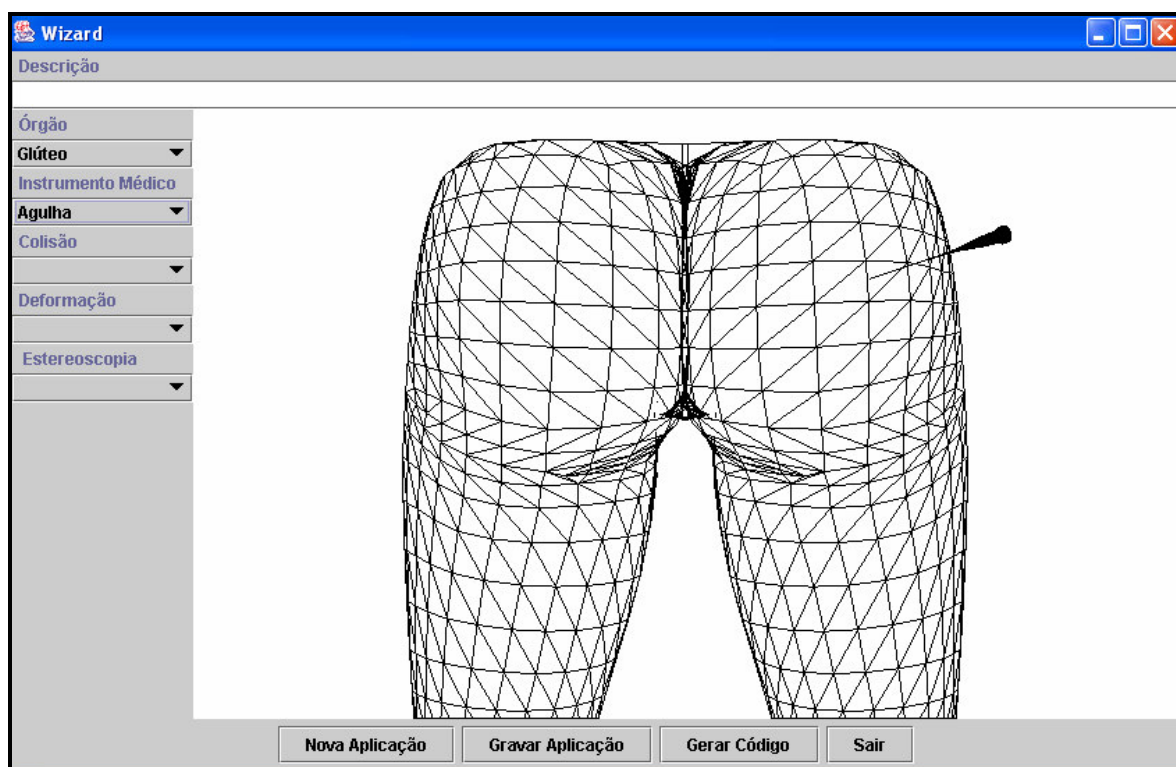 Wizard
Descrição
Órgão
Glúteo
Instrumento Médico
Agulha
Colisão
Deformação
Estereoscopia
Nova Aplicação Gravar Aplicação Gerar Código Sair